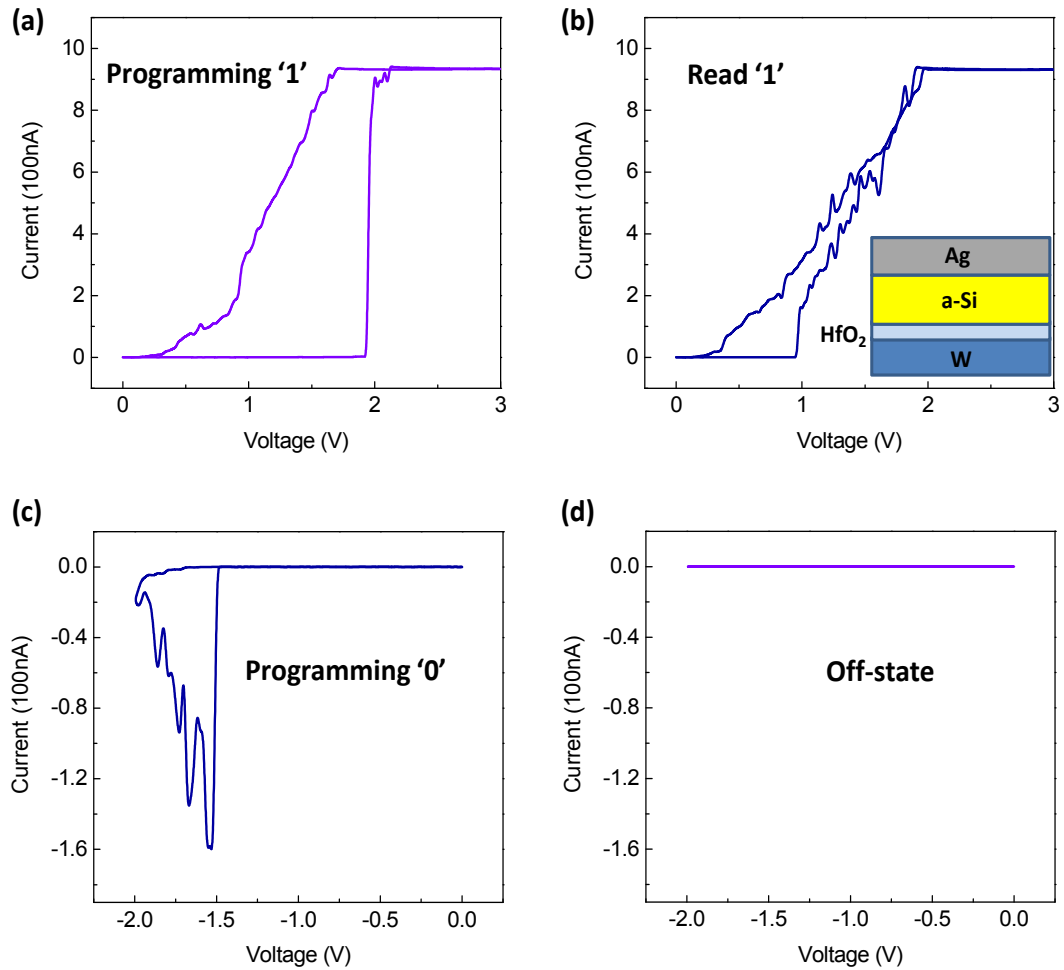 (a)
Programming ‘1’
Current (100nA)
10
8
6
4
2
0
0
1
2
3
Voltage (V)
(b)
Read ‘1’
Current (100nA)
10
8
6
4
2
0
Ag
a-Si
HfO₂
W
0
1
2
3
Voltage (V)
(c)
Programming ‘0’
Current (100nA)
0.0
-0.4
-0.8
-1.2
-1.6
-2.0
-1.5
-1.0
-0.5
0.0
Voltage (V)
(d)
Off-state
Current (100nA)
0.0
-0.4
-0.8
-1.2
-1.6
-2.0
-1.5
-1.0
-0.5
0.0
Voltage (V)